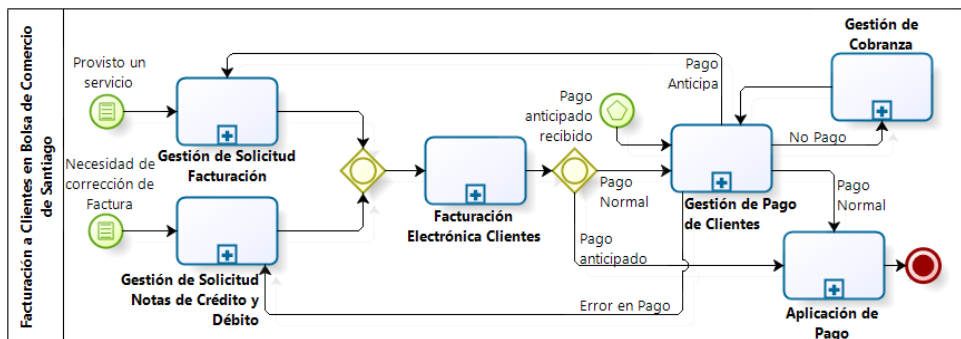 Facturación a Clientes en Bolsa de Comercio
de Santiago
Provisto un
servicio
Gestión de Solicitud
Facturación
Necesidad de
corrección de
Factura
Gestión de Solicitud
Notas de Crédito y
Débito
Facturación
Electrónica Clientes
Pago
anticipado
recibido
Pago
Normal
Pago
anticipado
Error en Pago
Pago
Anticipa
Gestión de Pago
de Clientes
Gestión de
Cobranza
No Pago
Pago
Normal
Aplicación de
Pago